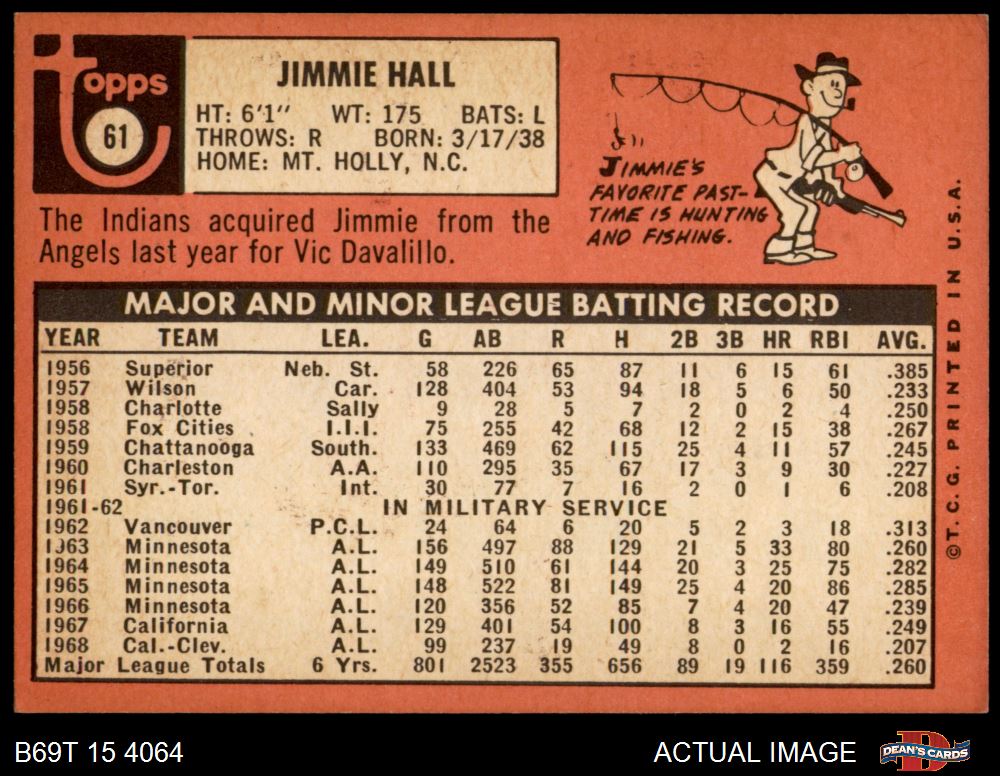 Topps
61
JIMMIE HALL
HT: 6'1" WT: 175 BATS: L
THROWS: R BORN: 3/17/38
HOME: MT. HOLLY, N.C.
The Indians acquired Jimmie from the
Angels last year for Vic Davalillo.
JIMMIE'S
FAVORITE PAST-
TIME IS HUNTING
AND FISHING.
MAJOR AND MINOR LEAGUE BATTING RECORD
YEAR TEAM LEA. G AB R H 2B 3B HR RBI AVG.
1956 Superior Neb. St. 58 226 65 87 11 6 15 61 .385
1957 Wilson Car. 128 404 53 94 18 5 6 50 .233
1958 Charlotte Sally 9 28 5 7 2 0 2 4 .250
1958 Fox Cities I.I.I. 75 255 42 68 12 2 15 38 .267
1959 Chattanooga South. 133 469 62 115 25 4 11 57 .245
1960 Charleston A.A. 110 295 35 67 17 3 9 30 .227
1961 Syr.-Tor. Int. 30 77 7 16 2 0 1 6 .208
1961-62 IN MILITARY SERVICE
1962 Vancouver P.C.L. 24 64 6 20 5 2 3 18 .313
1963 Minnesota A.L. 156 497 88 129 21 5 33 80 .260
1964 Minnesota A.L. 149 510 61 144 20 3 25 75 .282
1965 Minnesota A.L. 148 522 81 149 25 4 20 86 .285
1966 Minnesota A.L. 120 356 52 85 7 4 20 47 .239
1967 California A.L. 129 401 54 100 8 3 16 55 .249
1968 Cal.-Clev. A.L. 99 237 19 49 8 0 2 16 .207
Major League Totals 6 Yrs. 801 2523 355 656 89 19 116 359 .260
©T.C.G. PRINTED IN U.S.A.
B69T 15 4064
ACTUAL IMAGE
DEAN'S CARDS